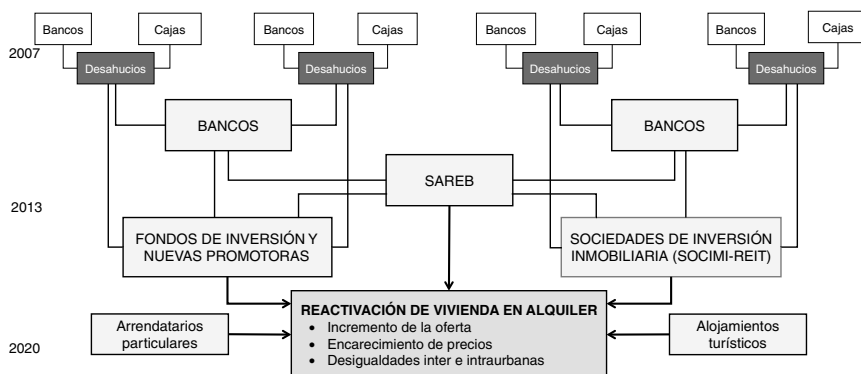 Bancos
Cajas
Bancos
Cajas
Bancos
Cajas
Bancos
Cajas
2007
Desahucios
Desahucios
Desahucios
Desahucios
BANCOS
BANCOS
SAREB
2013
FONDOS DE INVERSIÓN Y
NUEVAS PROMOTORAS
SOCIEDADES DE INVERSIÓN
INMOBILIARIA (SOCIMI-REIT)
REACTIVACIÓN DE VIVIENDA EN ALQUILER
• Incremento de la oferta
• Encarecimiento de precios
• Desigualdades inter e intraurbanas
Arrendatarios
particulares
Alojamientos
turísticos
2020